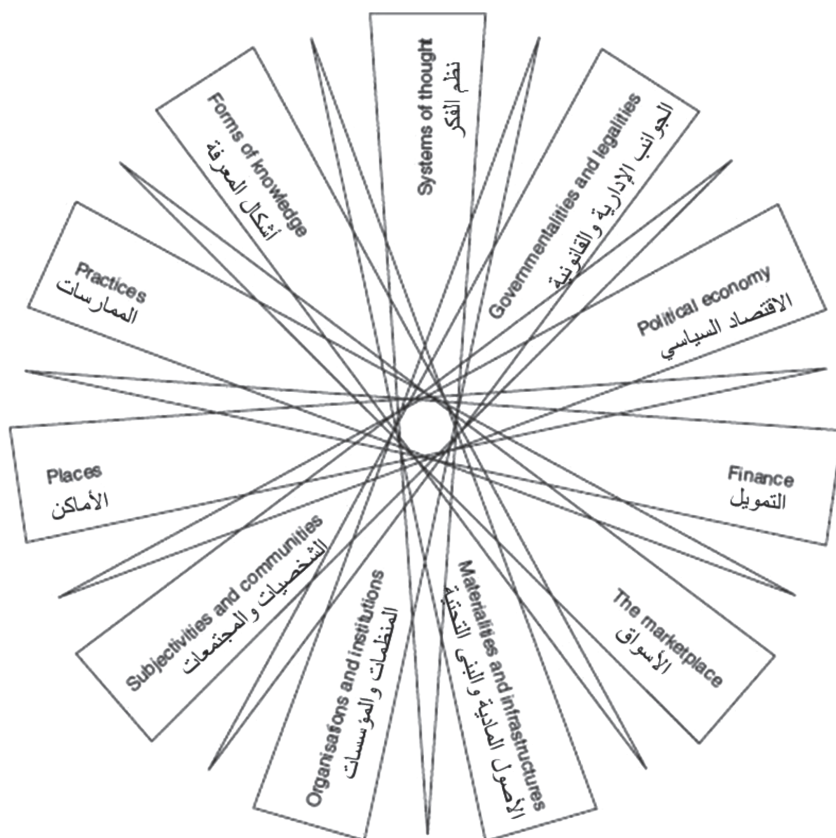 Systems of thought
نظم الفكر
Governmentalities and legalities
الجوانب الإدارية والقانونية
Political economy
الاقتصاد السياسي
Finance
التمويل
The marketplace
الأسواق
Materialities and infrastructures
الأصول المادية والبنى التحتية
Organisations and institutions
المنظمات والمؤسسات
Subjectivities and communities
الشخصيات والمجتمعات
Places
الأماكن
Practices
الممارسات
Forms of knowledge
أشكال المعرفة